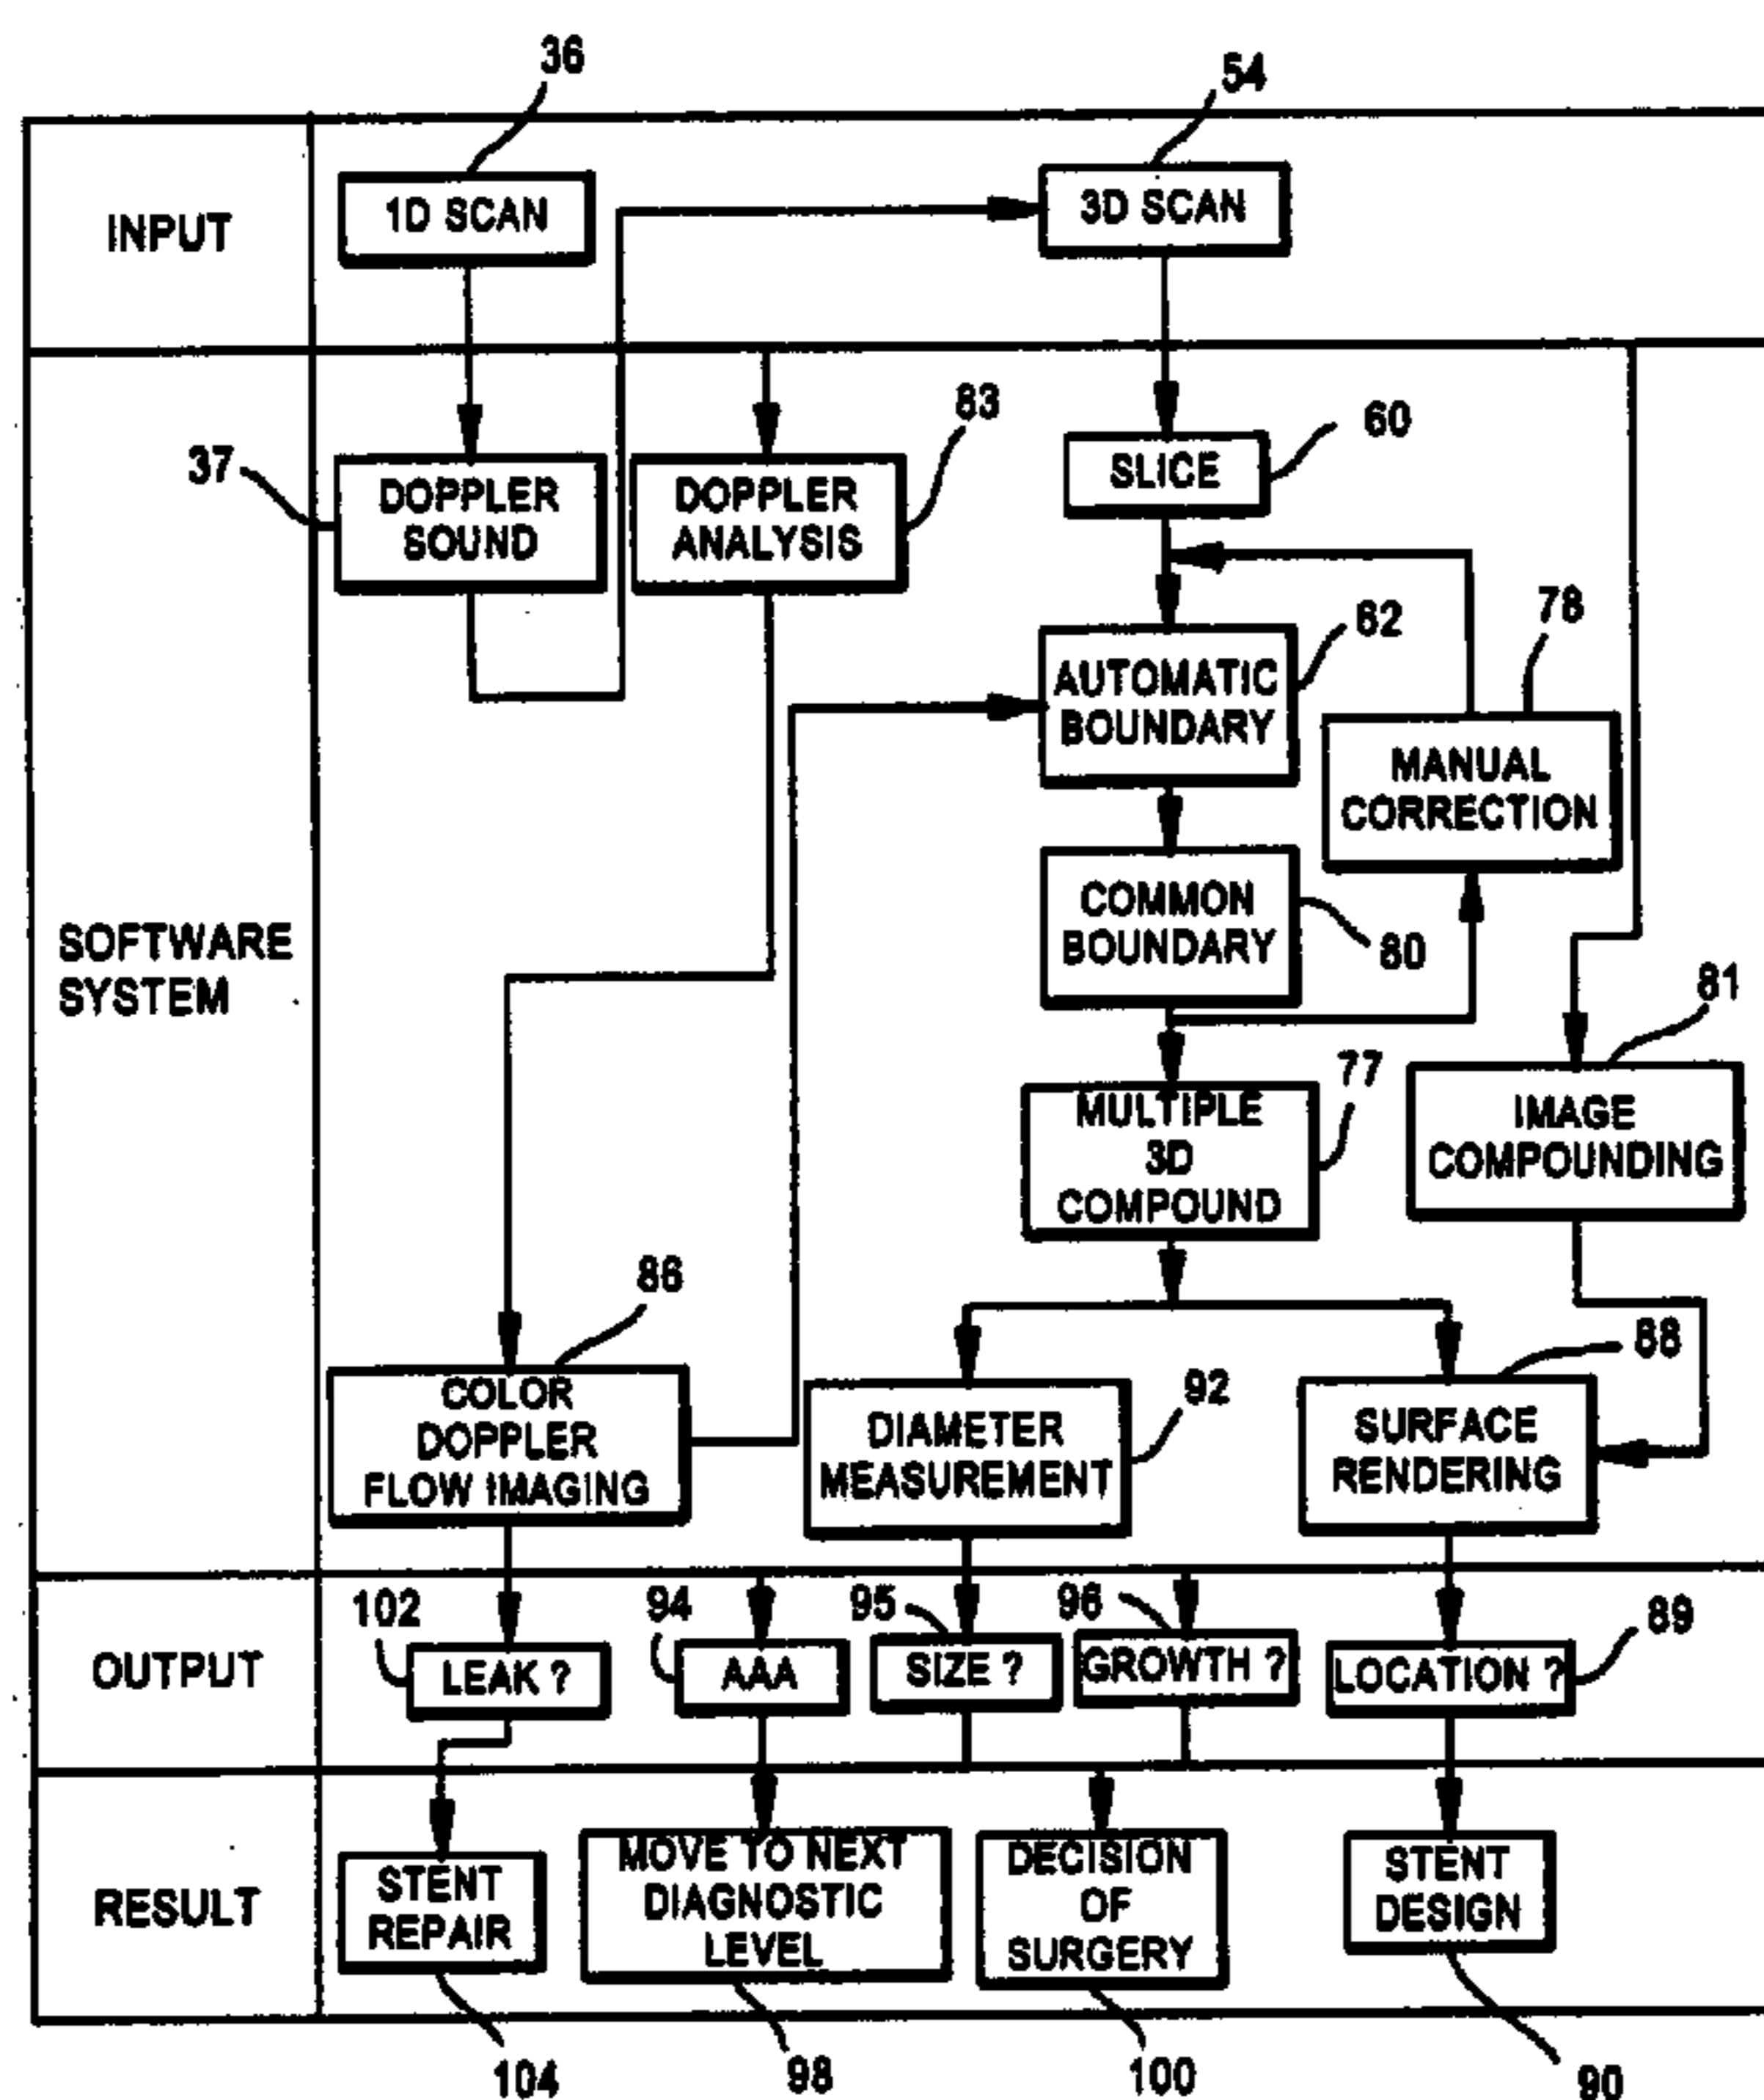 36
54
INPUT
1D SCAN
3D SCAN
83
60
37
DOPPLER
SOUND
DOPPLER
ANALYSIS
SLICE
62
78
AUTOMATIC
BOUNDARY
MANUAL
CORRECTION
COMMON
BOUNDARY
80
SOFTWARE
SYSTEM
81
77
MULTIPLE
3D
COMPOUND
IMAGE
COMPOUNDING
86
88
92
COLOR
DOPPLER
FLOW IMAGING
DIAMETER
MEASUREMENT
SURFACE
RENDERING
102
94
95
96
89
OUTPUT
LEAK ?
AAA
SIZE ?
GROWTH ?
LOCATION ?
RESULT
STENT
REPAIR
MOVE TO NEXT
DIAGNOSTIC
LEVEL
DECISION
OF
SURGERY
STENT
DESIGN
104
98
100
90